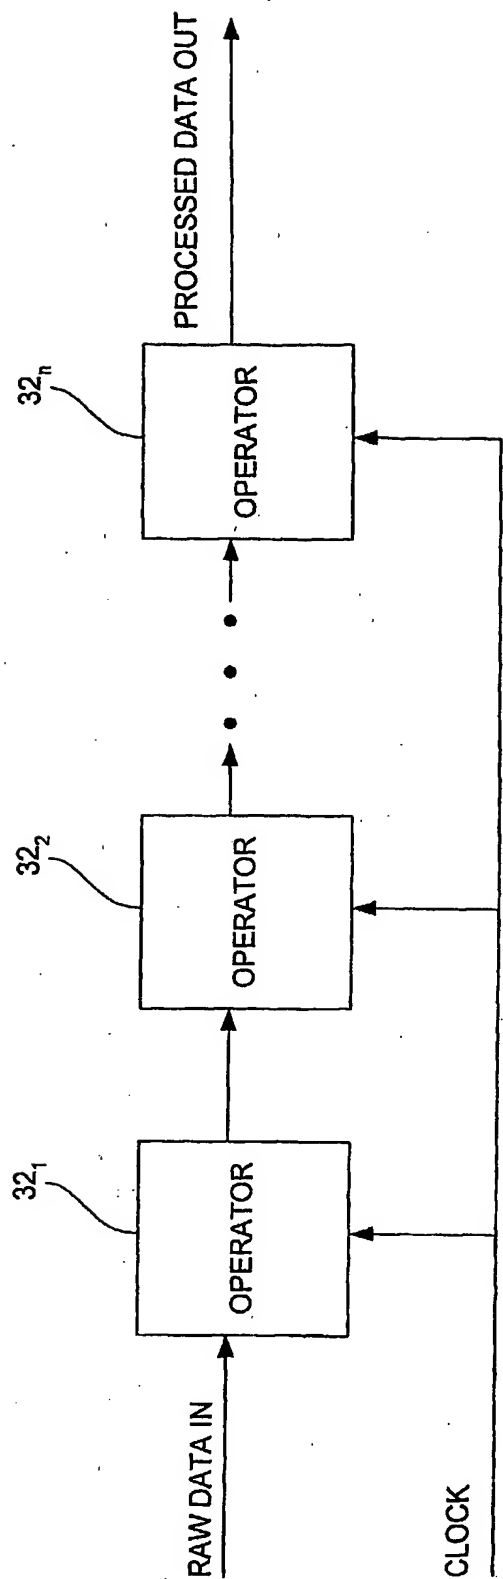 32₁
32₂
32ₙ
RAW DATA IN
OPERATOR
OPERATOR
OPERATOR
PROCESSED DATA OUT
CLOCK